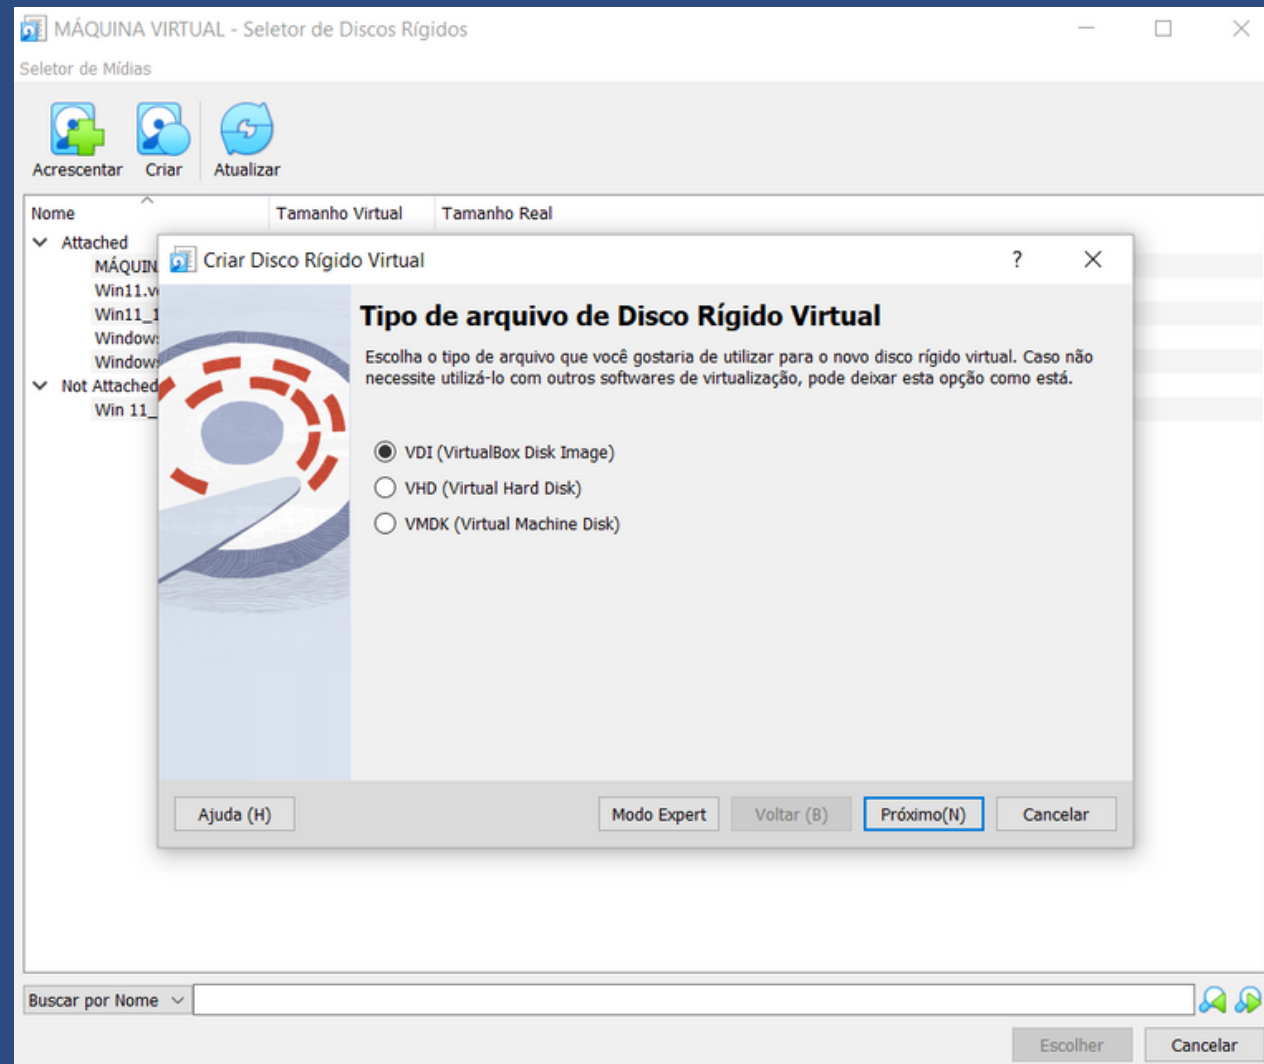 MÁQUINA VIRTUAL - Seletor de Discos Rígidos
Seletor de Mídias
Acrescentar Criar Atualizar
Nome Tamanho Virtual Tamanho Real
Attached
Win11_1
Not Attached
Win 11_
Criar Disco Rígido Virtual ?
Tipo de arquivo de Disco Rígido Virtual
Escolha o tipo de arquivo que você gostaria de utilizar para o novo disco rígido virtual. Caso não
necessite utilizá-lo com outros softwares de virtualização, pode deixar esta opção como está.
VDI (VirtualBox Disk Image)
VHD (Virtual Hard Disk)
VMDK (Virtual Machine Disk)
Ajuda (H) Modo Expert Voltar (B) Próximo(N) Cancelar
Buscar por Nome
Escolher Cancelar